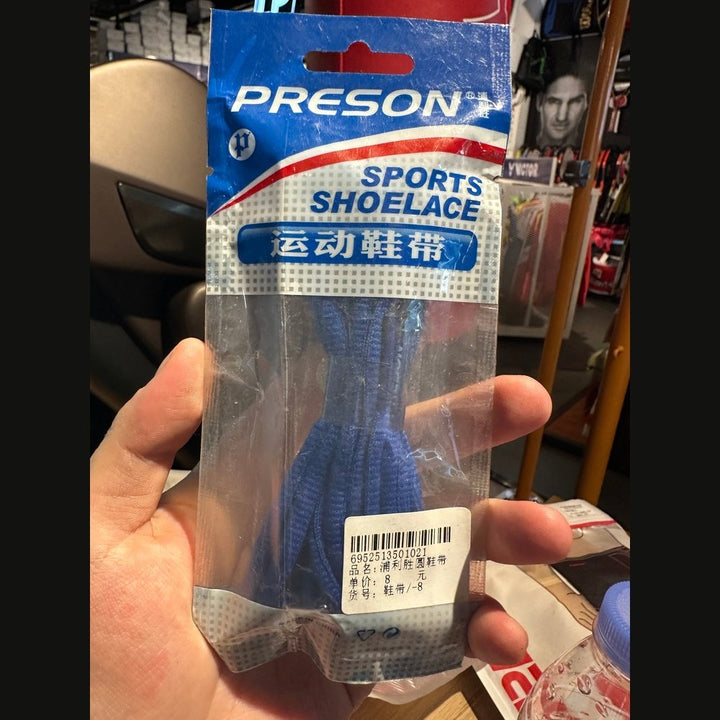 PRESON
SPORTS
SHOELACE
运动鞋带
VICTOR
6952513501021
品名:浦利胜圆鞋带
单价: 8 元
货号: 鞋带/-8